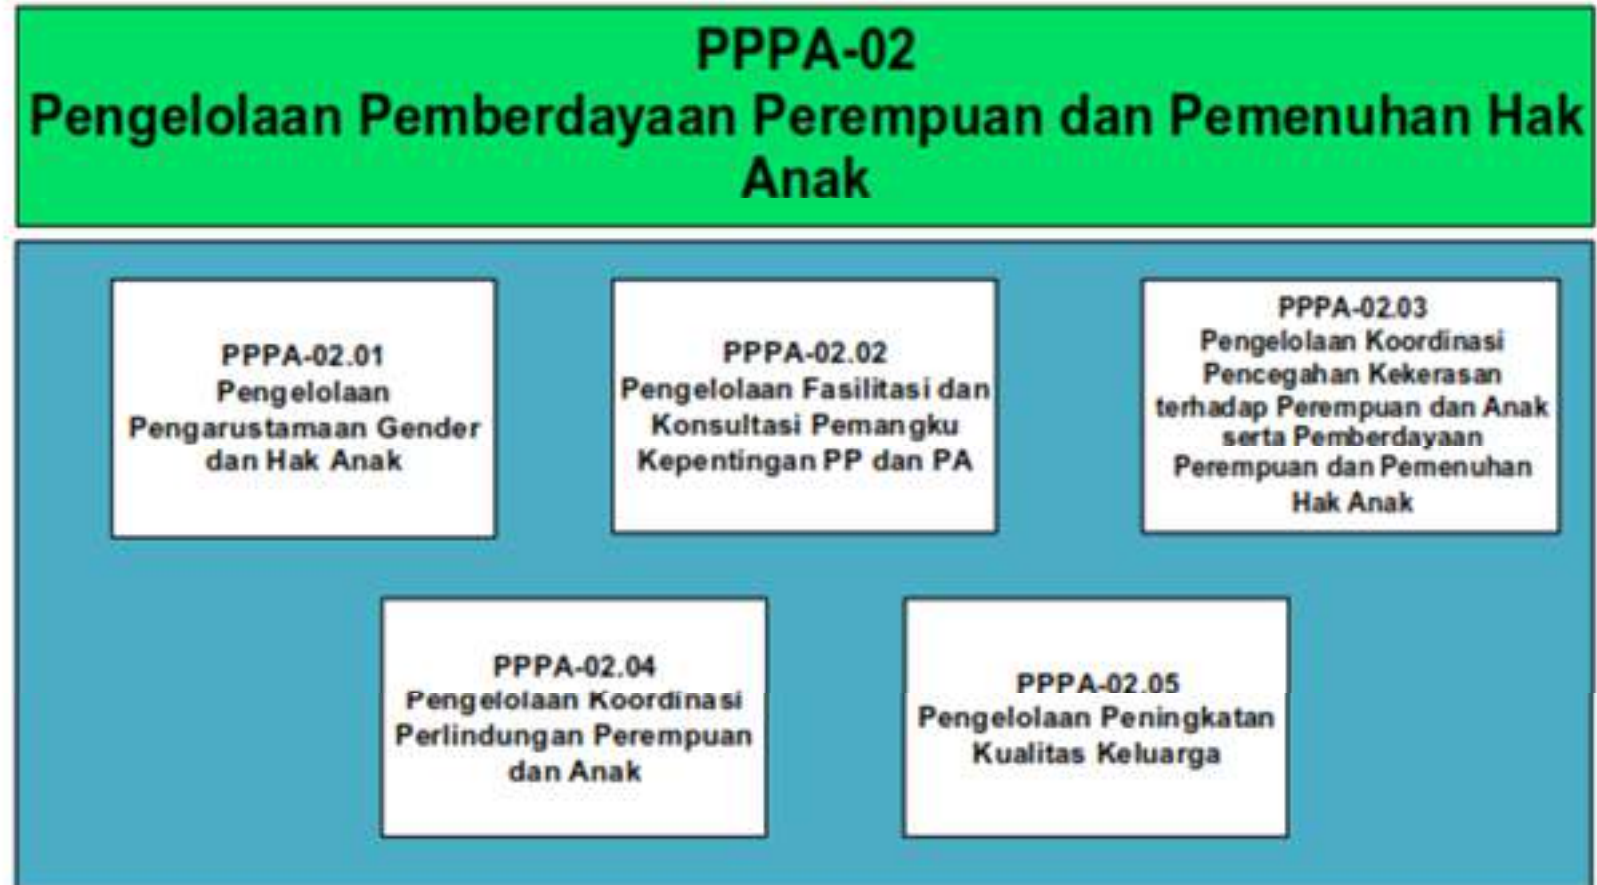 PPPA-02
Pengelolaan Pemberdayaan Perempuan dan Pemenuhan Hak
Anak
PPPA-02.01
Pengelolaan
Pengarustamaan Gender
dan Hak Anak
PPPA-02.02
Pengelolaan Fasilitasi dan
Konsultasi Pemangku
Kepentingan PP dan PA
PPPA-02.03
Pengelolaan Koordinasi
Pencegahan Kekerasan
terhadap Perempuan dan Anak
serta Pemberdayaan
Perempuan dan Pemenuhan
Hak Anak
PPPA-02.04
Pengelolaan Koordinasi
Perlindungan Perempuan
dan Anak
PPPA-02.05
Pengelolaan Peningkatan
Kualitas Keluarga